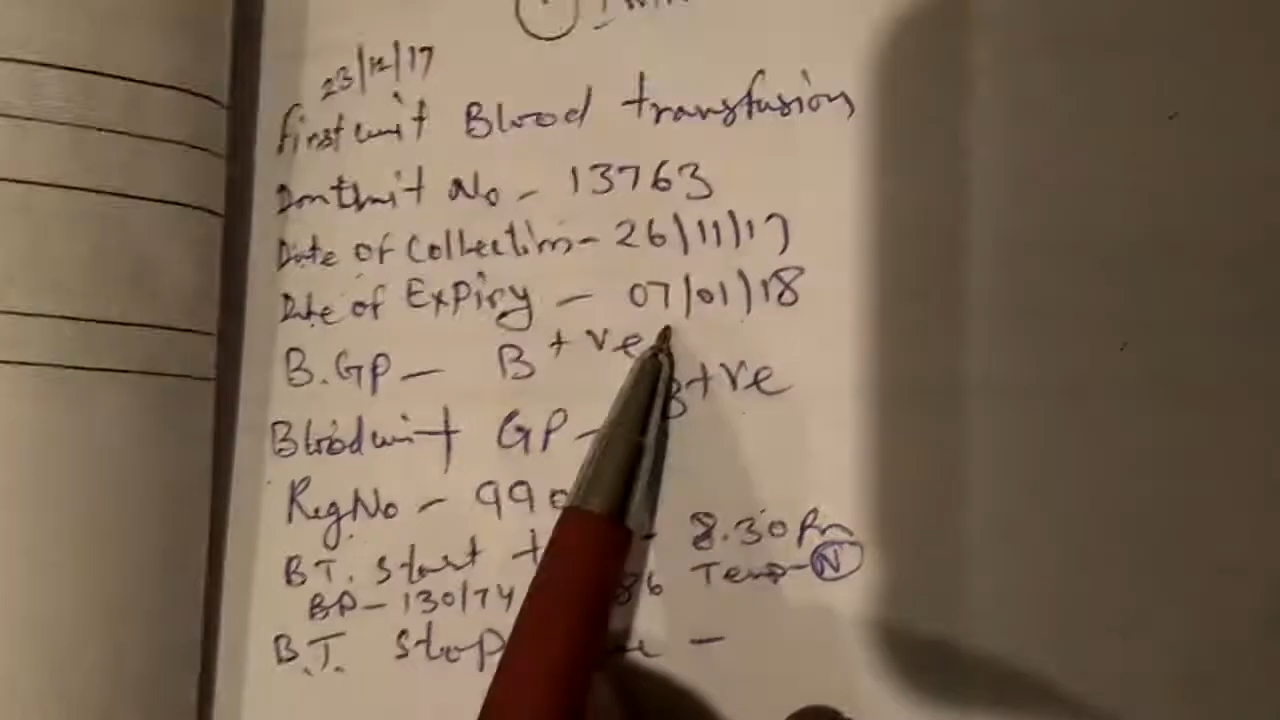 23/12/17
First unit Blood transfusion
unit No - 13763
Date of Collection - 26/11/17
Date of Expiry - 07/01/18
B.GP - B +ve
Blood unit GP - B+ve
Reg No - 990
B.T. Start - 8.30 Pm
BP - 130/74 86 Temp - N
B.T. Stop -